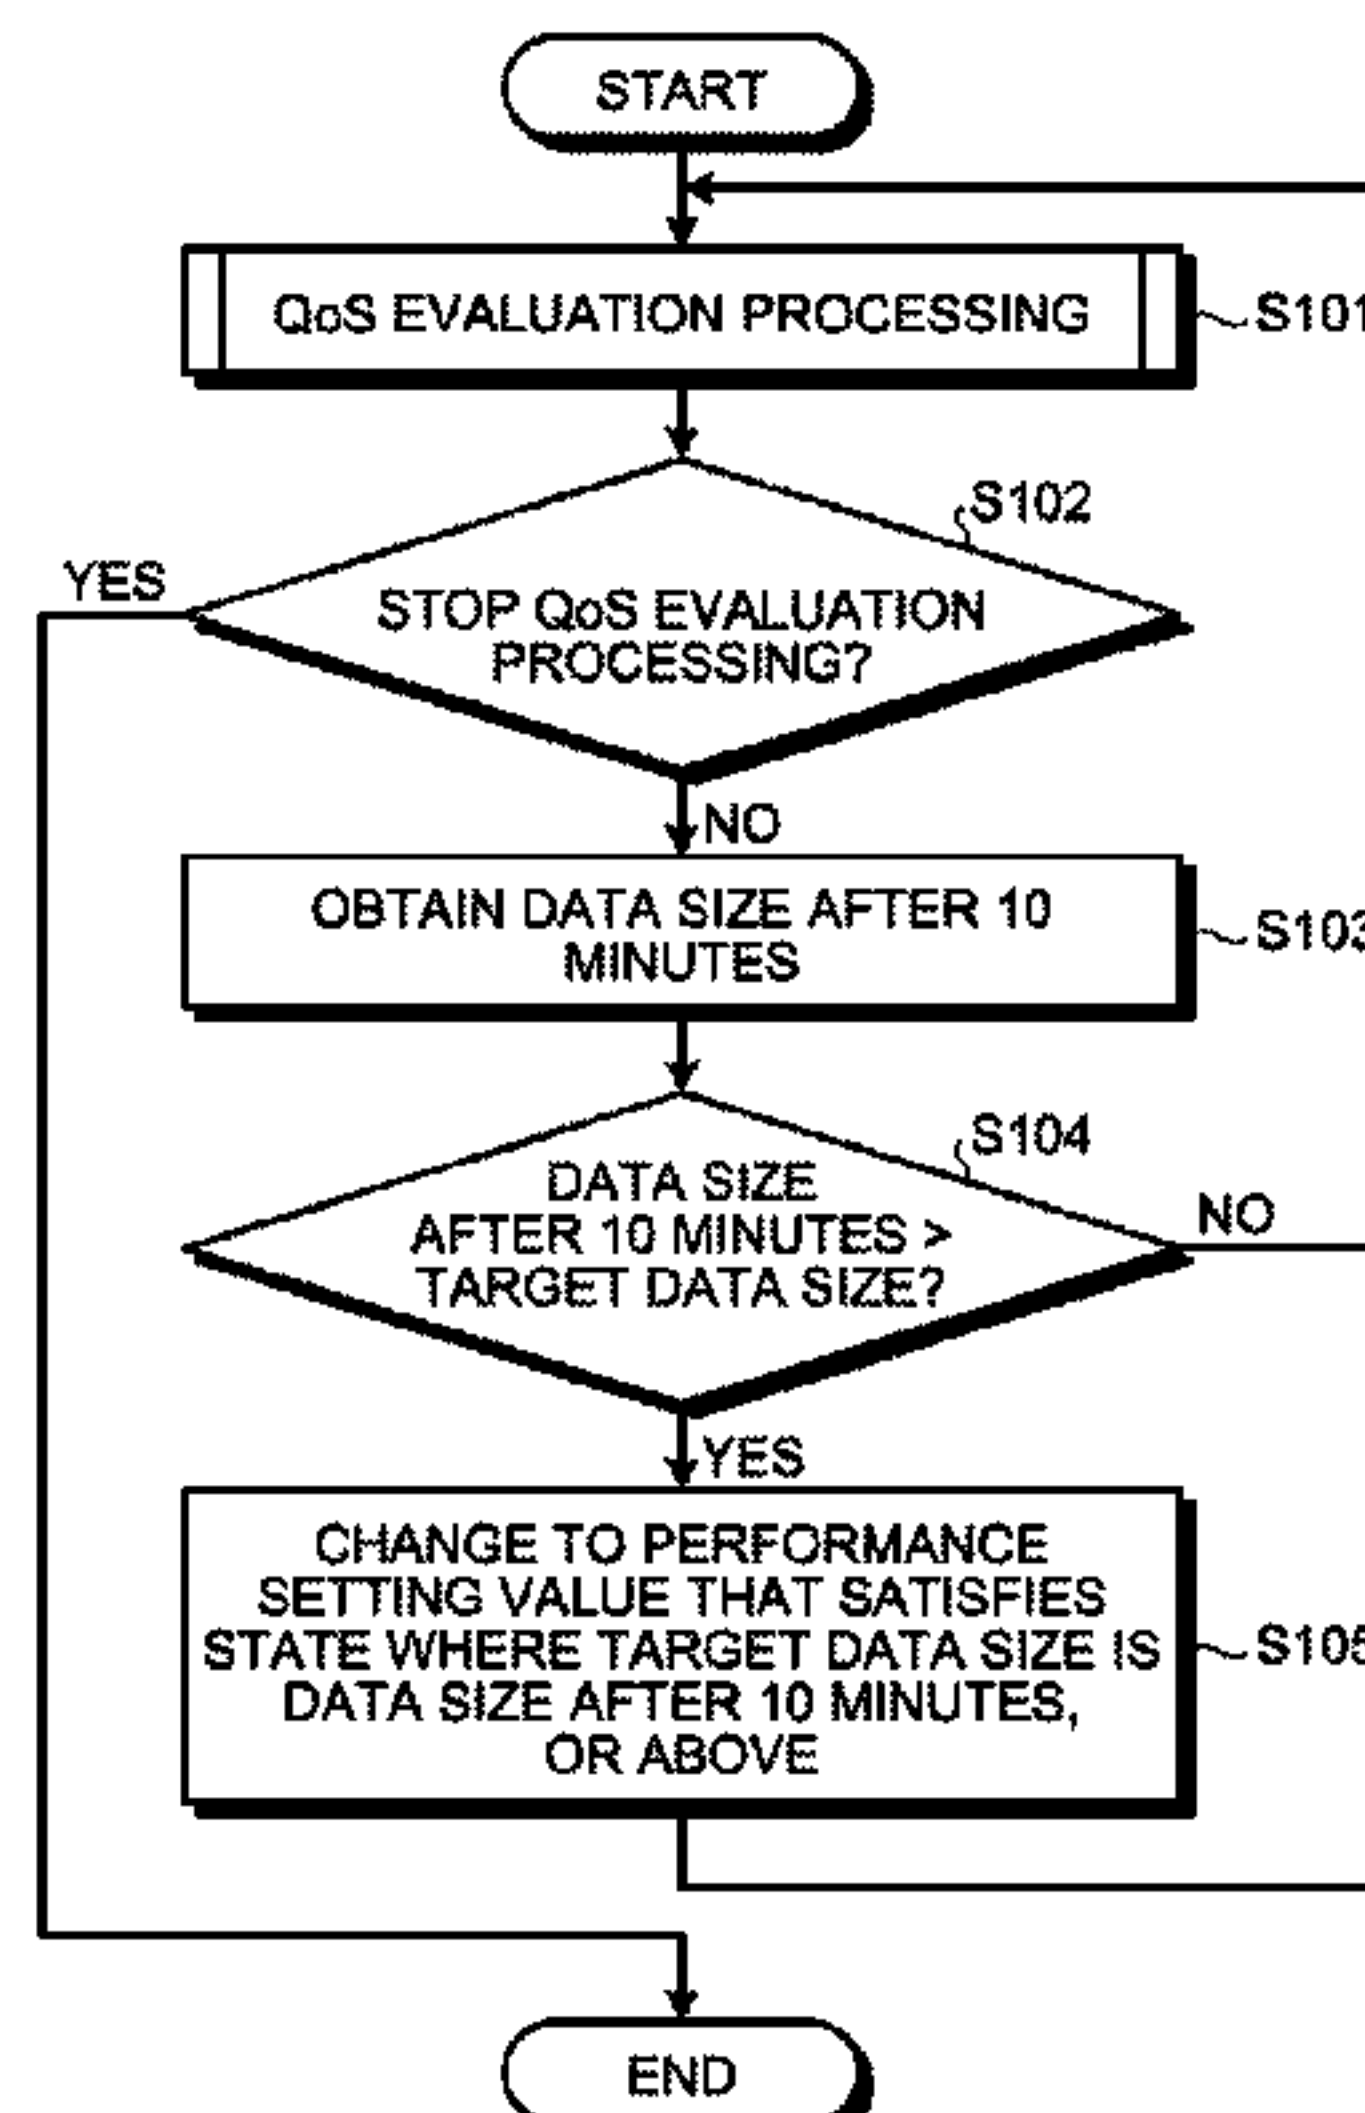 START
QoS EVALUATION PROCESSING
S101
S102
YES
STOP QoS EVALUATION
PROCESSING?
NO
OBTAIN DATA SIZE AFTER 10
MINUTES
S103
S104
DATA SIZE
AFTER 10 MINUTES >
TARGET DATA SIZE?
NO
YES
CHANGE TO PERFORMANCE
SETTING VALUE THAT SATISFIES
STATE WHERE TARGET DATA SIZE IS
DATA SIZE AFTER 10 MINUTES,
OR ABOVE
S105
END